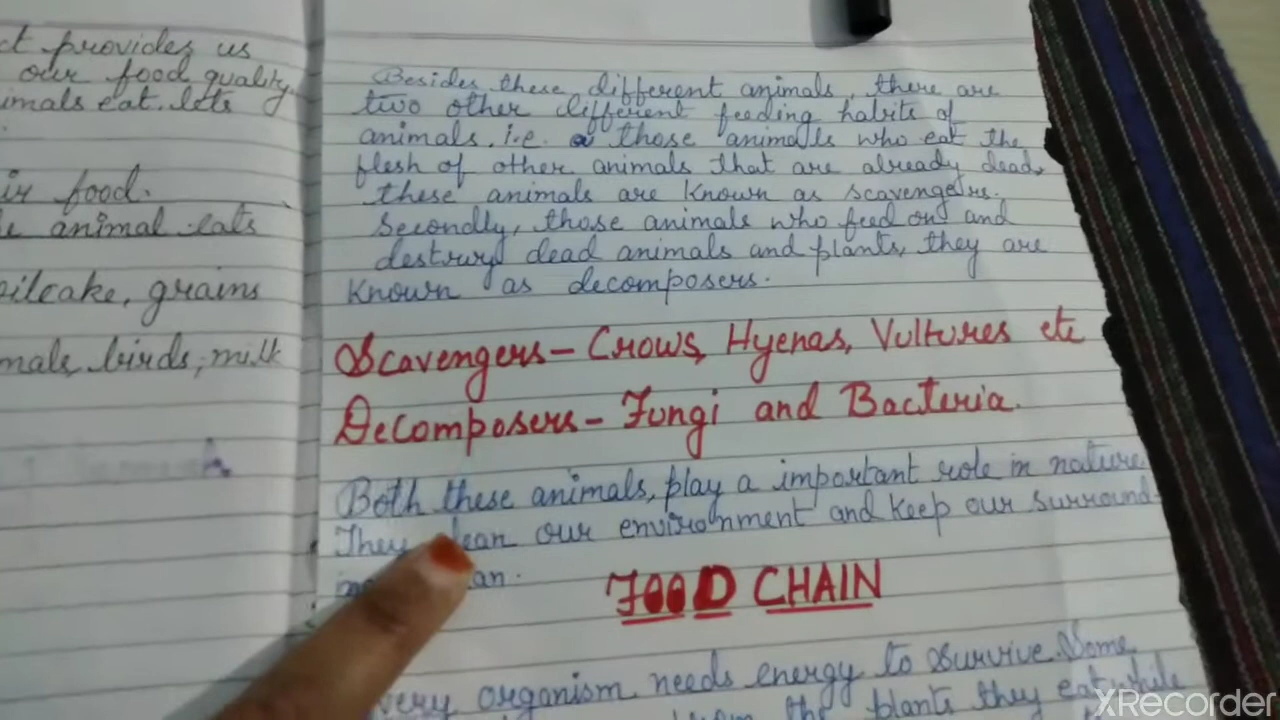 ct provides us
our food quality.
imals eat lots
ir food.
animal eats
oilcake, grains
mals, birds, milk
Besides these different animals, there are
two other different feeding habits of
animals. i.e. those animals who eat the
flesh of other animals that are already dead,
these animals are known as scavengers.
Secondly, those animals who feed on and
destroy dead animals and plants, they are
known as decomposers.
Scavengers - Crows, Hyenas, Vultures etc
Decomposers - Fungi and Bacteria.
Both these animals, play a important role in nature.
They clean our environment and keep our surround-
an.
FOOD CHAIN
very organism needs energy to survive. Some
the plants they eat while
XRecorder